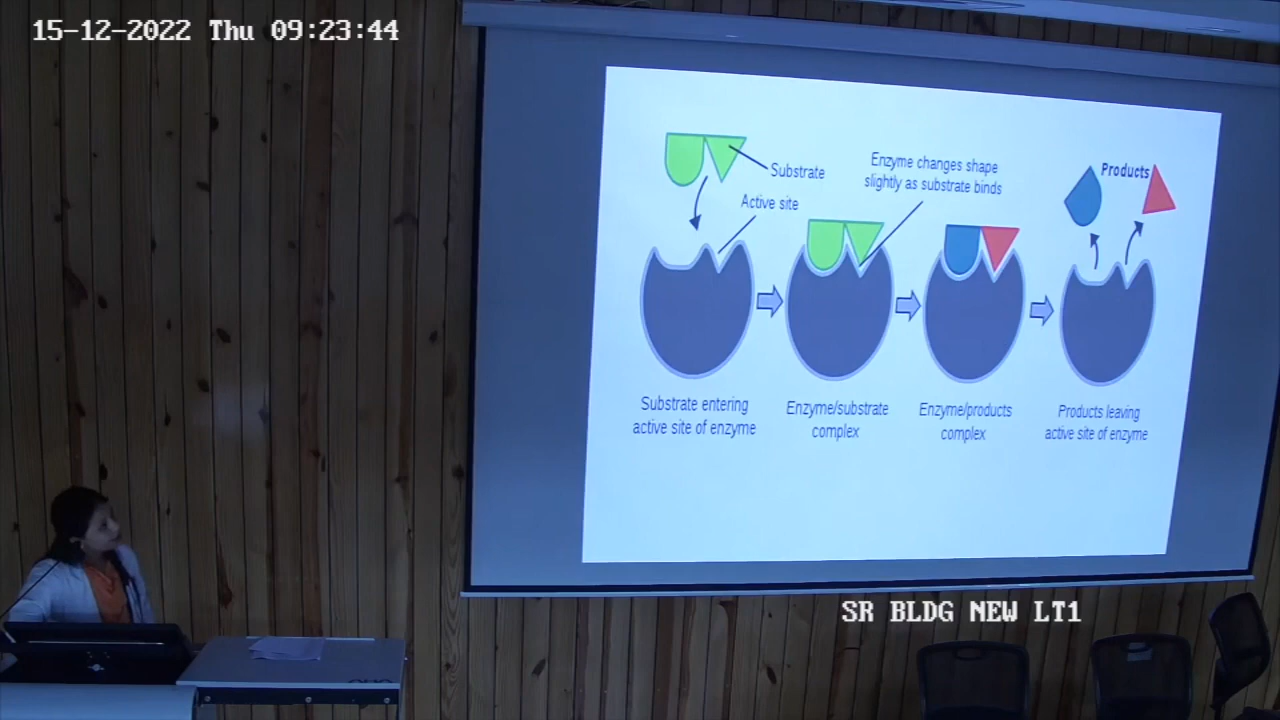 15-12-2022 Thu 09:23:44
Substrate
Active site
Enzyme changes shape
slightly as substrate binds
Products
Substrate entering
active site of enzyme
Enzyme/substrate
complex
Enzyme/products
complex
Products leaving
active site of enzyme
SR BLDG NEW LT1